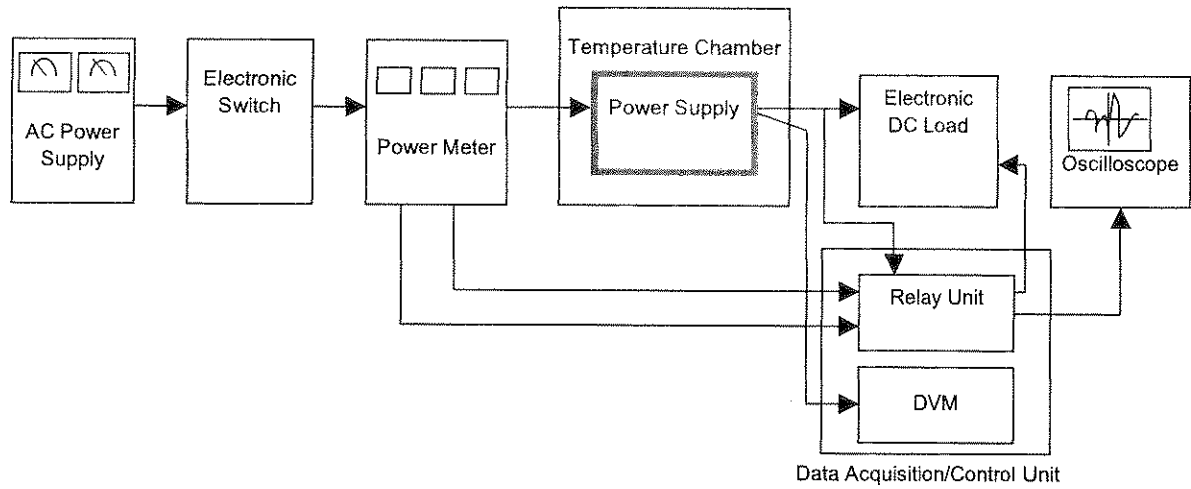 Temperature Chamber
Electronic
Switch
Power Supply
Electronic
DC Load
AC Power
Supply
Power Meter
Oscilloscope
Relay Unit
DVM
Data Acquisition/Control Unit